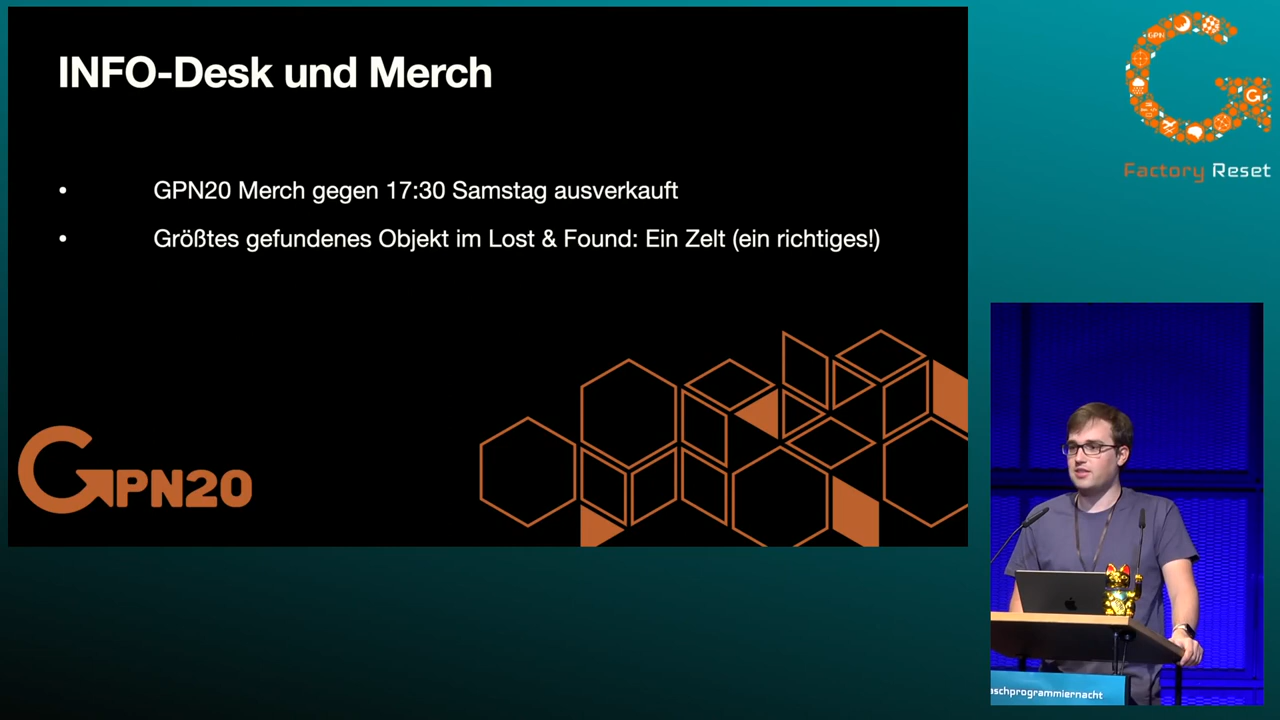 INFO-Desk und Merch
• GPN20 Merch gegen 17:30 Samstag ausverkauft
• Größtes gefundenes Objekt im Lost & Found: Ein Zelt (ein richtiges!)
GPN20
Factory Reset
aschprogrammiernacht